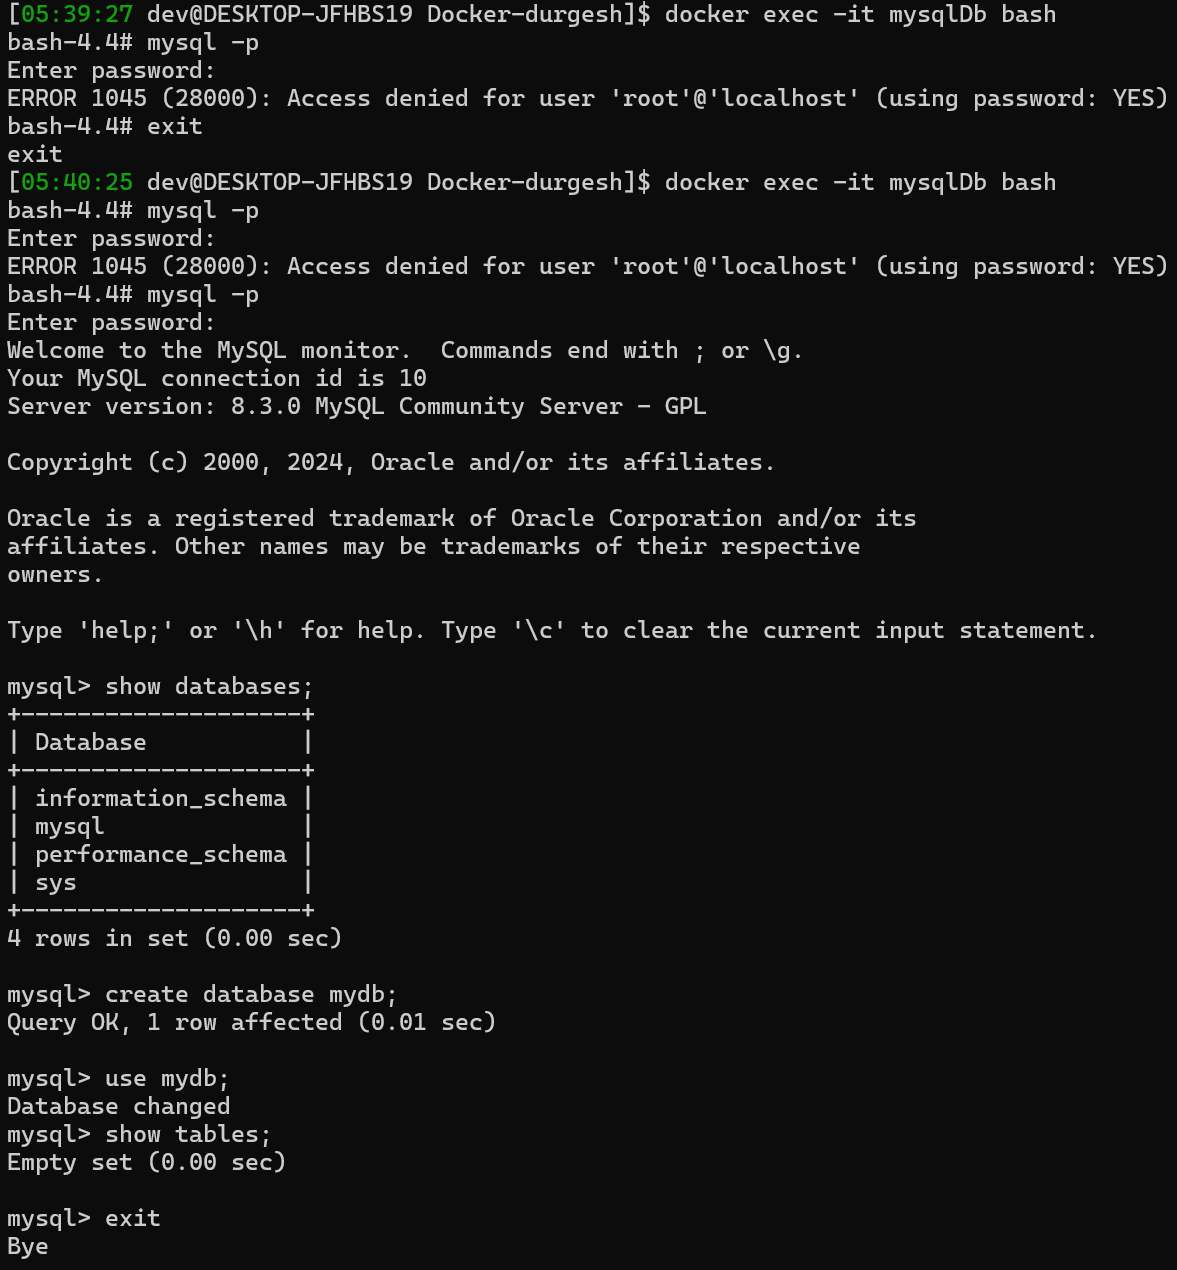 [05:39:27 dev@DESKTOP-JFHBS19 Docker-durgesh]$ docker exec -it mysqlDb bash
bash-4.4# mysql -p
Enter password:
ERROR 1045 (28000): Access denied for user 'root'@'localhost' (using password: YES)
bash-4.4# exit
exit
[05:40:25 dev@DESKTOP-JFHBS19 Docker-durgesh]$ docker exec -it mysqlDb bash
bash-4.4# mysql -p
Enter password:
ERROR 1045 (28000): Access denied for user 'root'@'localhost' (using password: YES)
bash-4.4# mysql -p
Enter password:
Welcome to the MySQL monitor.  Commands end with ; or \g.
Your MySQL connection id is 10
Server version: 8.3.0 MySQL Community Server - GPL

Copyright (c) 2000, 2024, Oracle and/or its affiliates.

Oracle is a registered trademark of Oracle Corporation and/or its
affiliates. Other names may be trademarks of their respective
owners.

Type 'help;' or '\h' for help. Type '\c' to clear the current input statement.

mysql> show databases;
+--------------------+
| Database           |
+--------------------+
| information_schema |
| mysql              |
| performance_schema |
| sys                |
+--------------------+
4 rows in set (0.00 sec)

mysql> create database mydb;
Query OK, 1 row affected (0.01 sec)

mysql> use mydb;
Database changed
mysql> show tables;
Empty set (0.00 sec)

mysql> exit
Bye